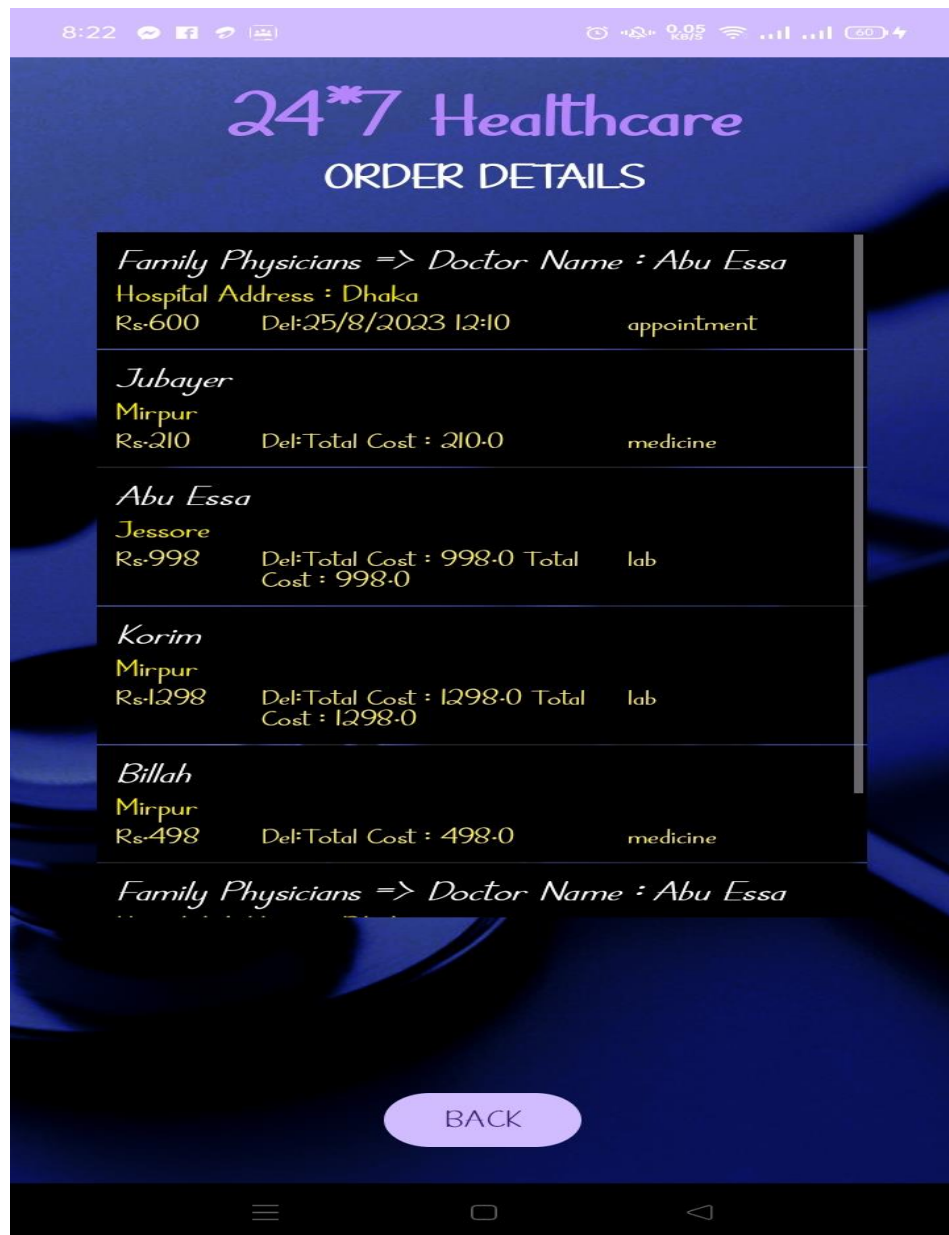 8:22 0.05 KB/S 60
24*7 Healthcare
ORDER DETAILS
Family Physicians => Doctor Name : Abu Essa
Hospital Address : Dhaka
Rs.600 Del:25/8/2023 12:10 appointment
Jubayer
Mirpur
Rs.210 Del:Total Cost : 210.0 medicine
Abu Essa
Jessore
Rs.998 Del:Total Cost : 998.0 Total lab
Cost : 998.0
Korim
Mirpur
Rs.1298 Del:Total Cost : 1298.0 Total lab
Cost : 1298.0
Billah
Mirpur
Rs.498 Del:Total Cost : 498.0 medicine
Family Physicians => Doctor Name : Abu Essa
BACK